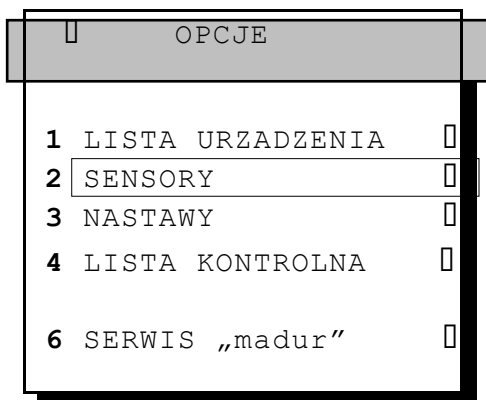 OPCJE
1 LISTA URZADZENIA
2 SENSORY
3 NASTAWY
4 LISTA KONTROLNA
6 SERWIS „madur”